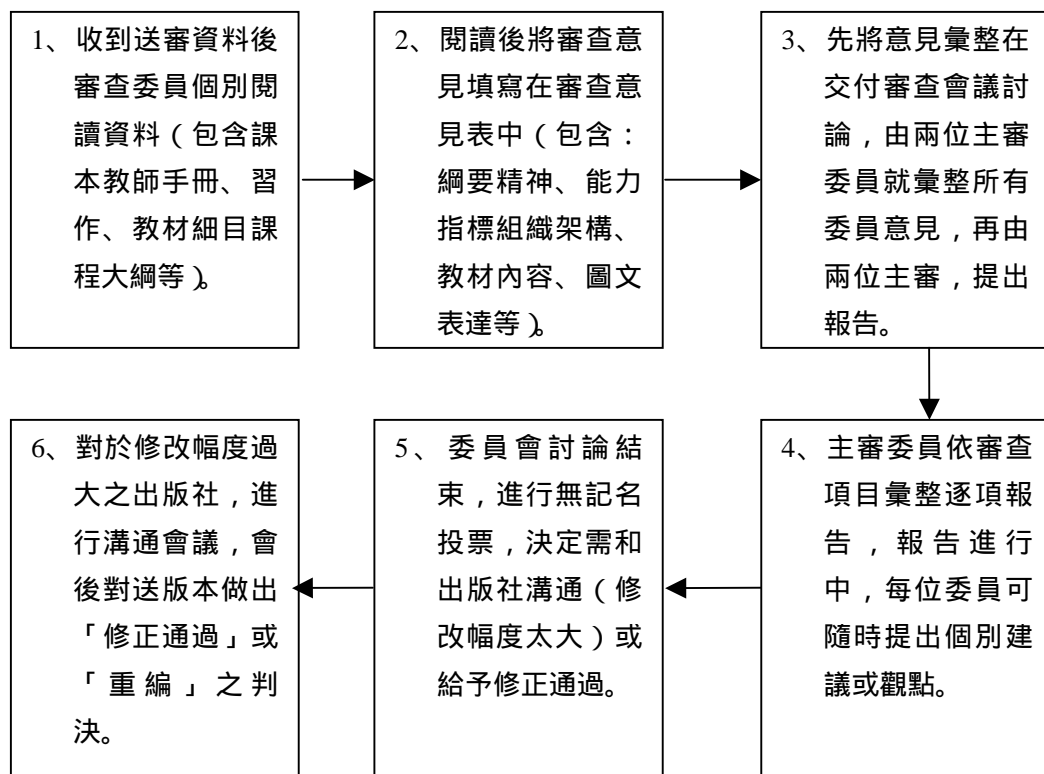 1、收到送審資料後
審查委員個別閱
讀資料（包含課
本教師手冊、習
作、教材細目課
程大綱等）。
2、閱讀後將審查意
見填寫在審查意
見表中（包含：
綱要精神、能力
指標組織架構、
教材內容、圖文
表達等）。
3、先將意見彙整在
交付審查會議討
論，由兩位主審
委員就彙整所有
委員意見，再由
兩位主審，提出
報告。
4、主審委員依審查
項目彙整逐項報
告，報告進行
中，每位委員可
隨時提出個別建
議或觀點。
5、委員會討論結
束，進行無記名
投票，決定需和
出版社溝通（修
改幅度太大）或
給予修正通過。
6、對於修改幅度過
大之出版社，進
行溝通會議，會
後對送版本做出
「修正通過」或
「重編」之判
決。